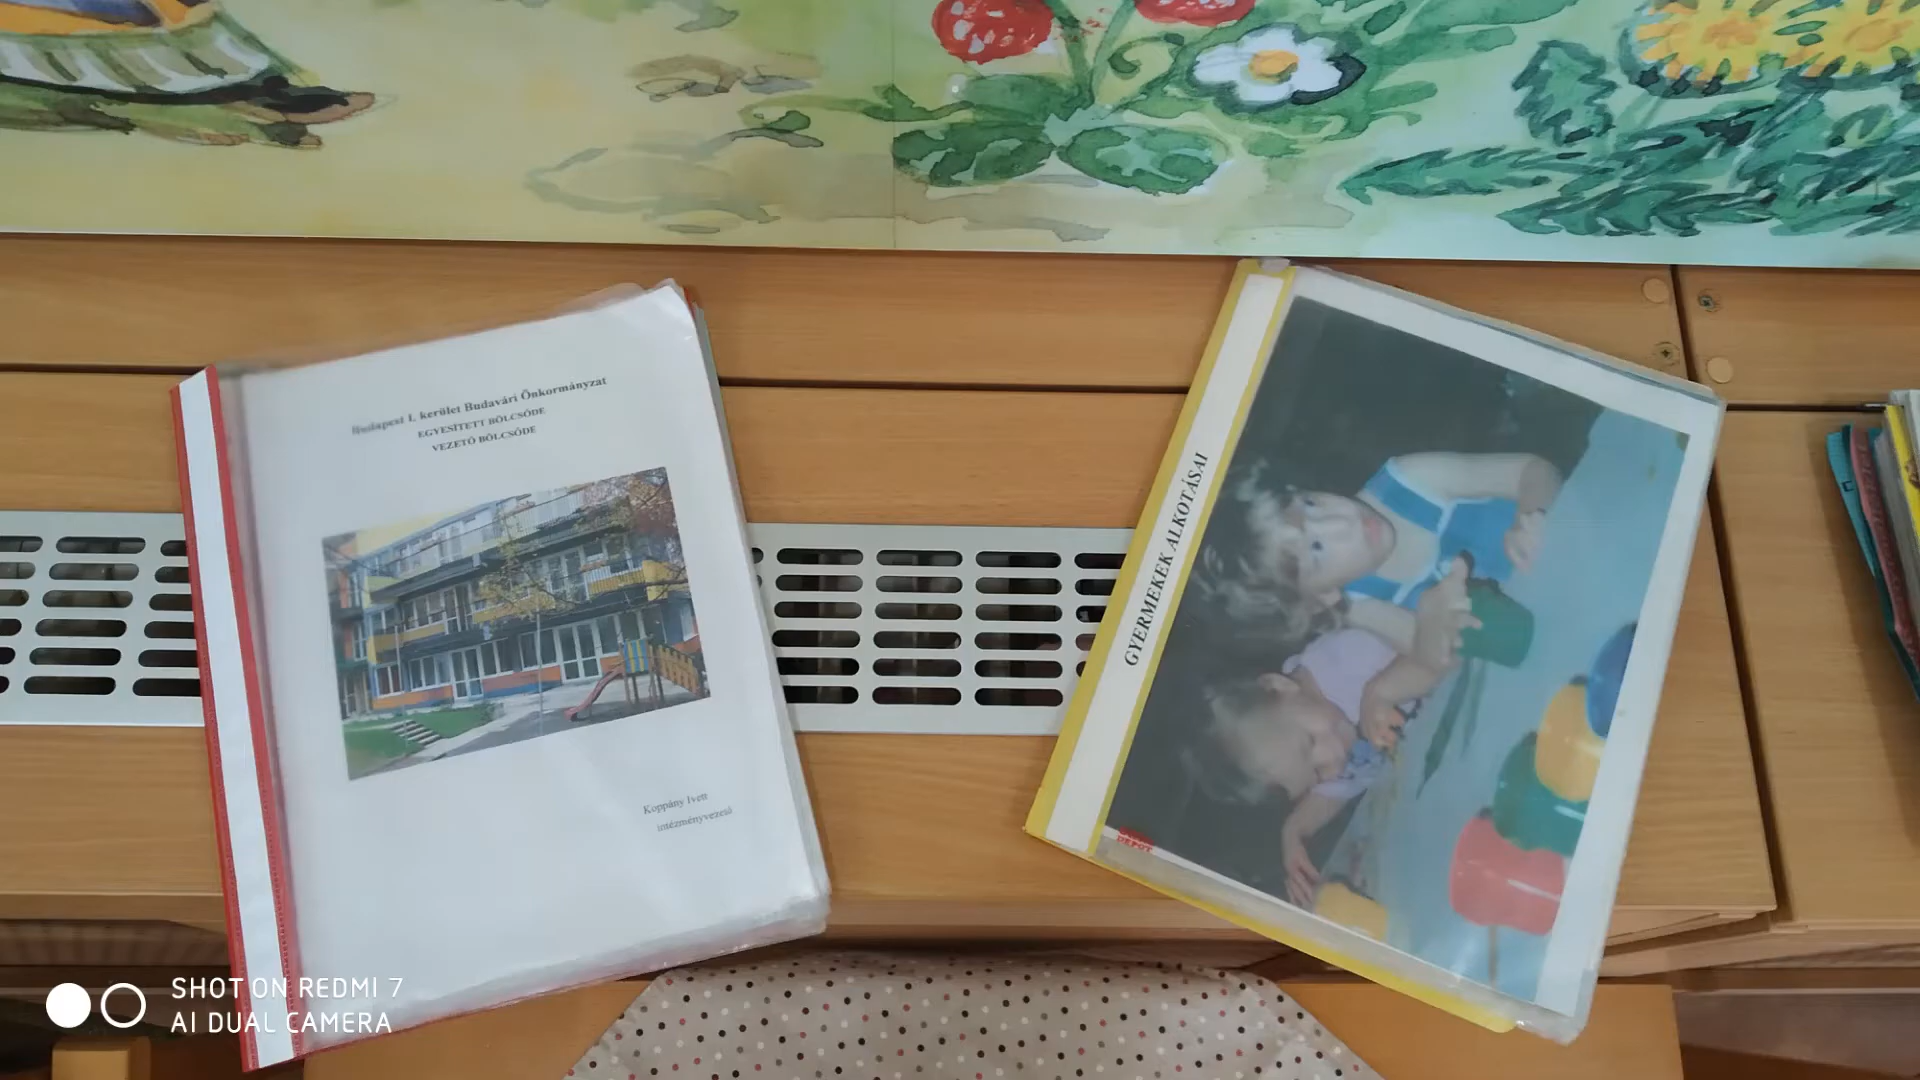 Budapest I. kerület Budavári Önkormányzat
EGYESÍTETT BÖLCSŐDE
VEZETŐ BÖLCSŐDE
Koppány Ivett
intézményvezető
GYERMEKEK ALKOTÁSAI
DEPOT
SHOT ON REDMI 7
AI DUAL CAMERA